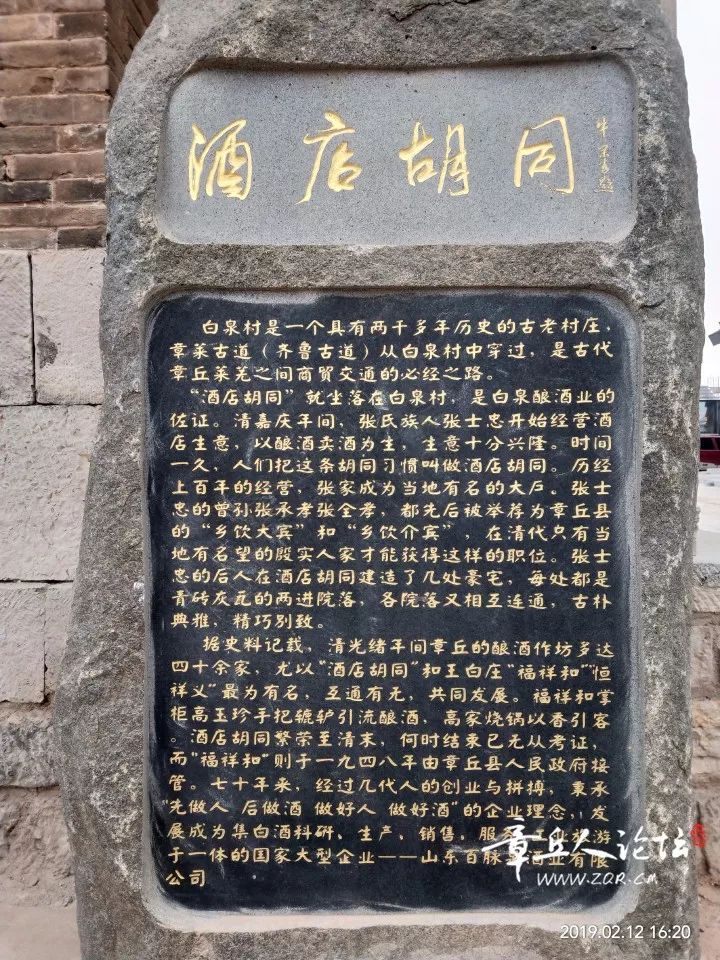 酒店胡同
白泉村是一个具有两千多年历史的古老村庄，
章莱古道（齐鲁古道）从白泉村中穿过，是古代
章丘莱芜之间商贸交通的必经之路。
“酒店胡同”就坐落在白泉村，是白泉酿酒业的
佐证。清嘉庆年间，张氏族人张士忠开始经营酒
店生意，以酿酒卖酒为生，生意十分兴隆。时间
一久，人们把这条胡同习惯叫做酒店胡同。历经
上百年的经营，张家成为当地有名的大户。张士
忠的曾孙张承孝张全孝，都先后被举荐为章丘县
的“乡饮大宾”和“乡饮介宾”，在清代只有当
地有名望的殷实人家才能获得这样的职位。张士
忠的后人在酒店胡同建造了几处豪宅，每处都是
青砖灰瓦的两进院落，各院落又相互连通，古朴
典雅，精巧别致。
据史料记载，清光绪年间章丘的酿酒作坊多达
四十余家，尤以“酒店胡同”和王白庄“福祥和”“恒
祥义”最为有名，互通有无，共同发展。福祥和掌
柜高玉珍手把辘轳引流酿酒，高家烧锅以香引客
。酒店胡同繁荣至清末，何时结束已无从考证，
而“福祥和”则于一九四八年由章丘县人民政府接
管。七十年来，经过几代人的创业与拼搏，秉承
“先做人 后做酒 做好人 做好酒”的企业理念，发
展成为集白酒科研、生产、销售、服 业 游
于一体的国家大型企业——山东百脉 酒业有限
公司
章丘人论坛
WWW.ZQR.CM
2019.02.12 16:20